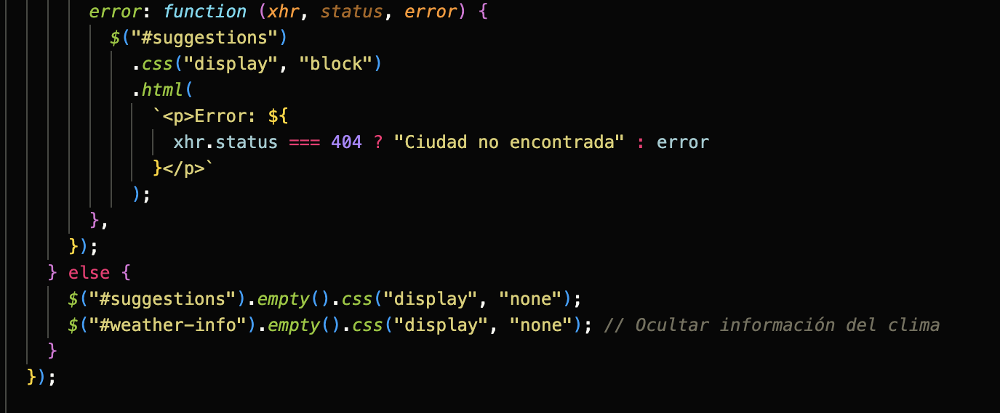 error: function (xhr, status, error) {
$("#suggestions")
.css("display", "block")
.html(
`<p>Error: ${
xhr.status === 404 ? "Ciudad no encontrada" : error
}</p>`
);
},
});
} else {
$("#suggestions").empty().css("display", "none");
$("#weather-info").empty().css("display", "none"); // Ocultar información del clima
}
});